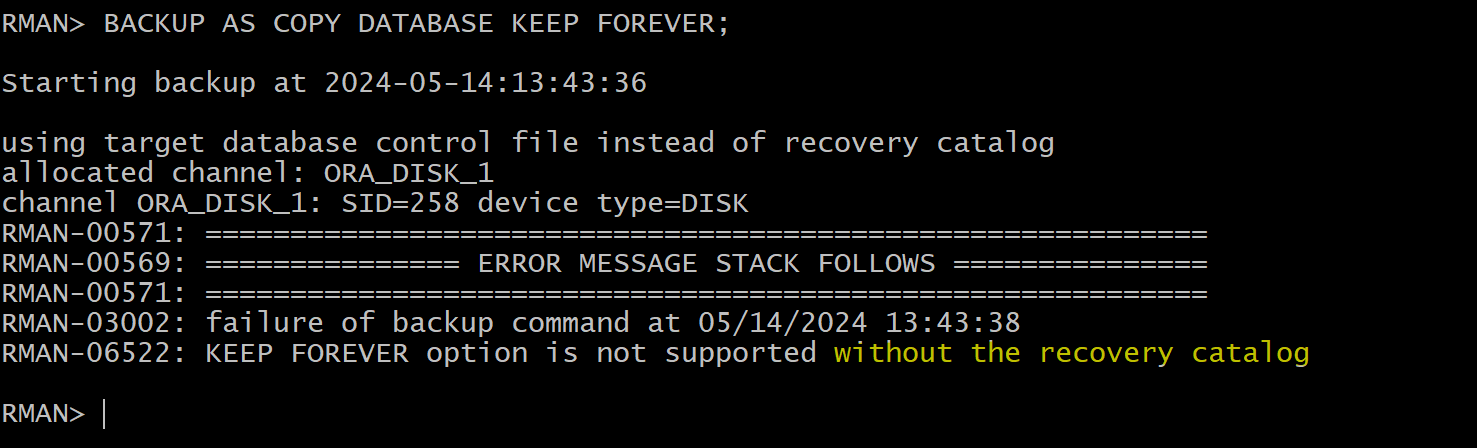 RMAN> BACKUP AS COPY DATABASE KEEP FOREVER;
Starting backup at 2024-05-14:13:43:36
using target database control file instead of recovery catalog
allocated channel: ORA_DISK_1
channel ORA_DISK_1: SID=258 device type=DISK
RMAN-00571: ===========================================================
RMAN-00569: =============== ERROR MESSAGE STACK FOLLOWS ===============
RMAN-00571: ===========================================================
RMAN-03002: failure of backup command at 05/14/2024 13:43:38
RMAN-06522: KEEP FOREVER option is not supported without the recovery catalog
RMAN>